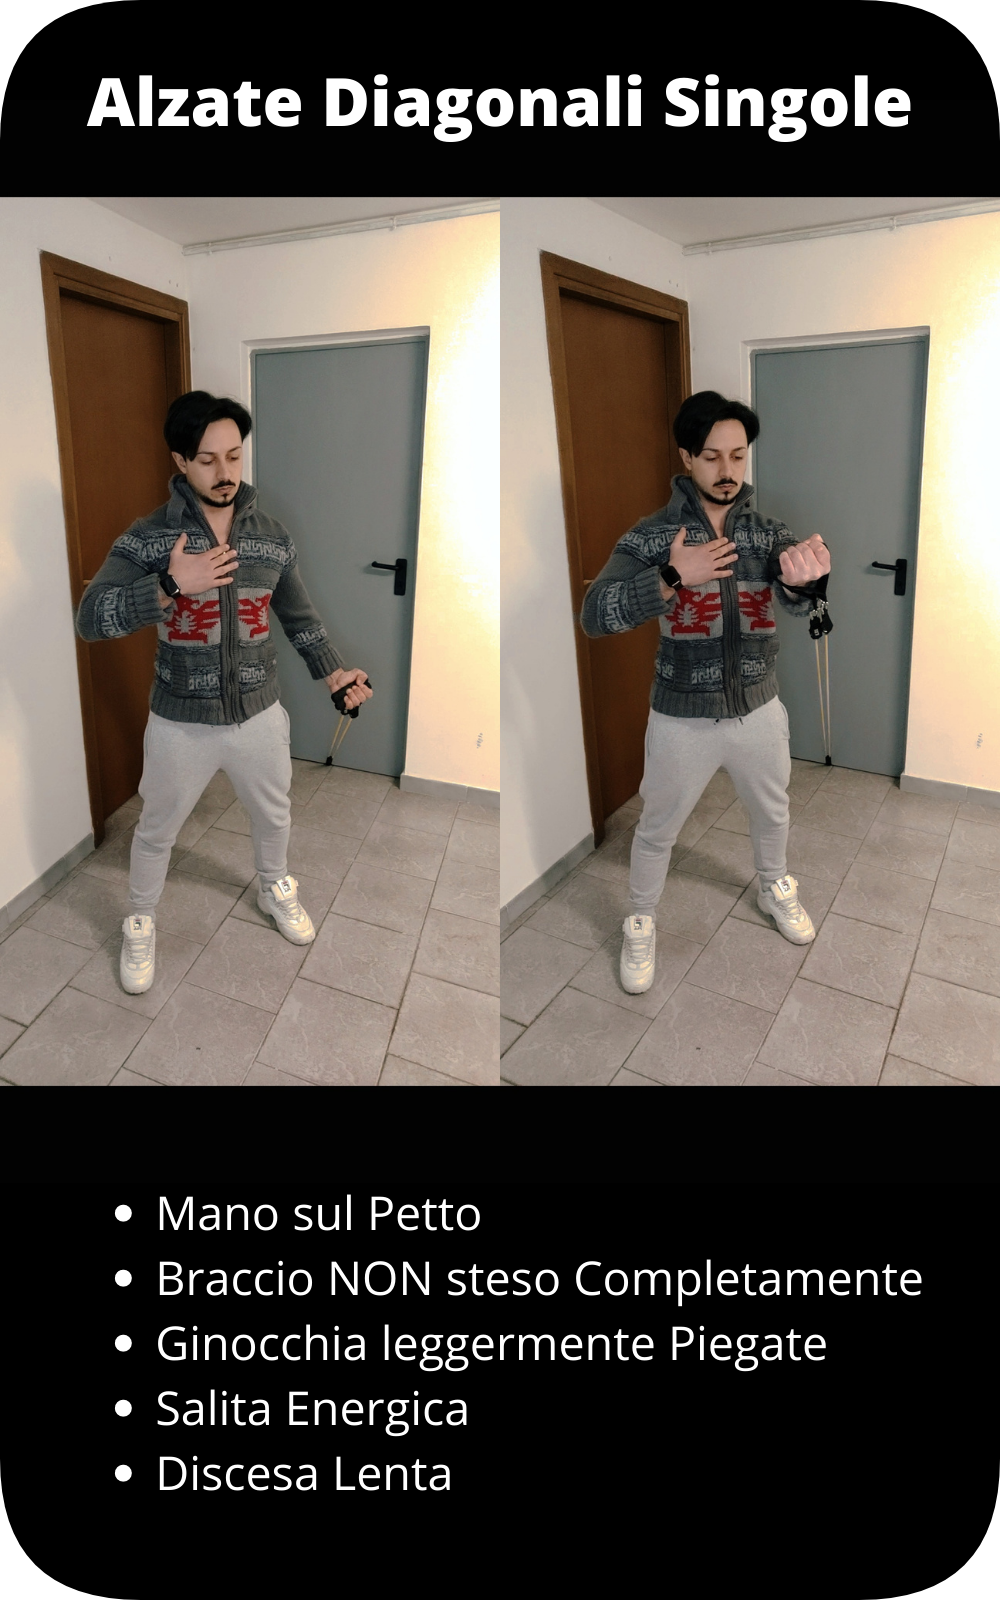 Alzate Diagonali Singole
• Mano sul Petto
• Braccio NON steso Completamente
• Ginocchia leggermente Piegate
• Salita Energica
• Discesa Lenta